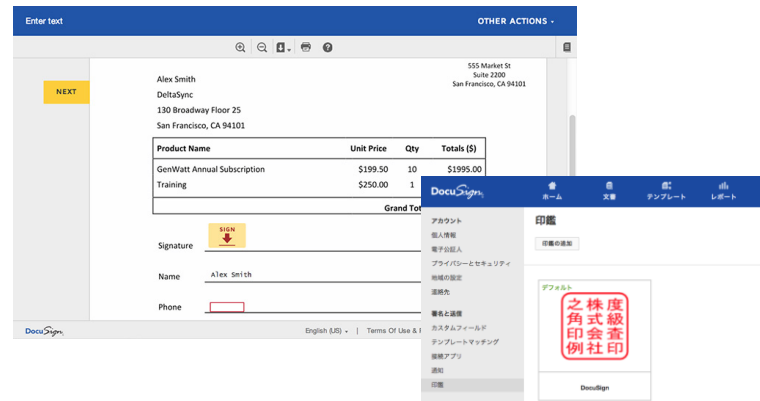 Enter text
OTHER ACTIONS
NEXT
555 Market St
Suite 2200
San Francisco, CA 94101
Alex Smith
DeltaSync
130 Broadway Floor 25
San Francisco, CA 94101
Product Name Unit Price Qty Totals ($)
GenWatt Annual Subscription $199.50 10 $1995.00
Training $250.00 1
Grand Tot
Signature SIGN
Name Alex Smith
Phone
DocuSign English (US) | Terms Of Use &
DocuSign ホーム 文書 テンプレート レポート
アカウント
個人情報
電子公証人
プライバシーとセキュリティ
地域の設定
連絡先
署名と送信
カスタムフィールド
テンプレートマッチング
接続アプリ
通知
印鑑
印鑑
印鑑の追加
デフォルト
之株度
角式級
印会査
例社印
DocuSign